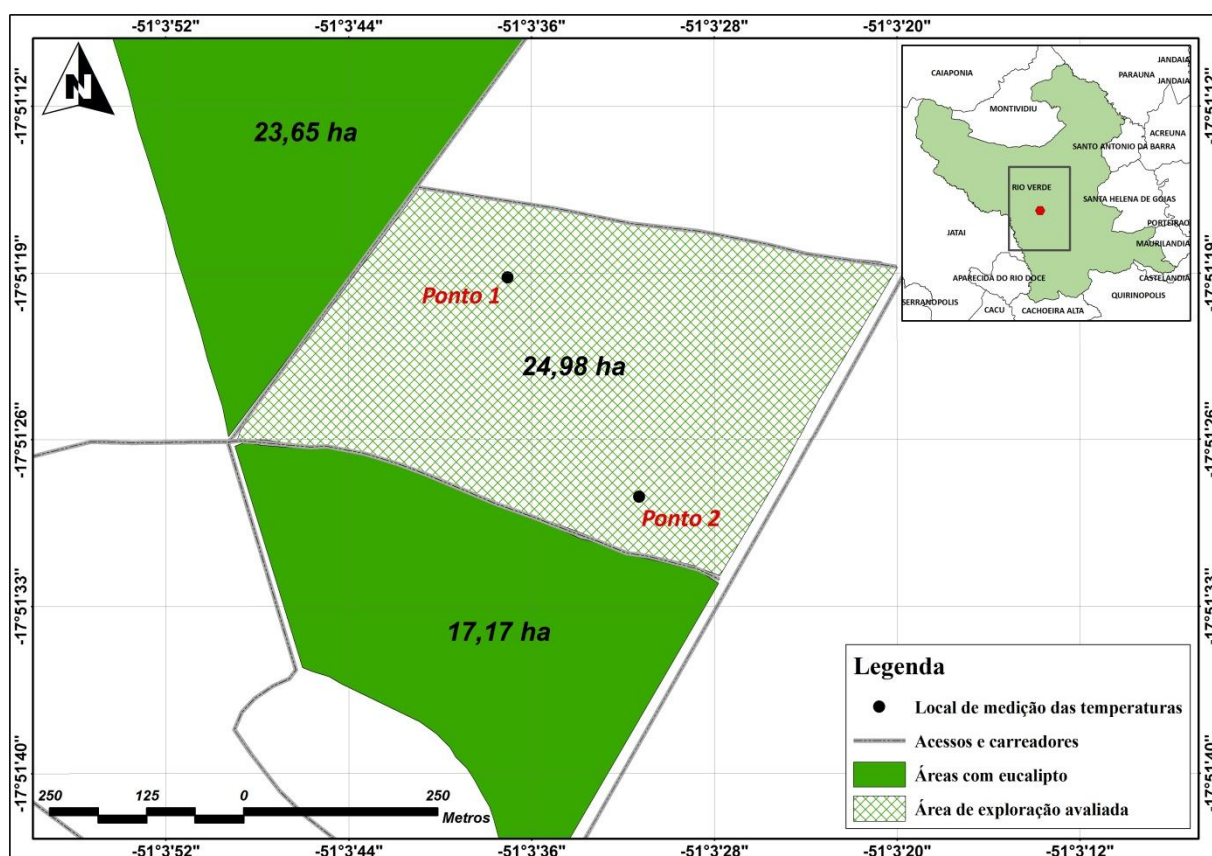 -51°3'52" -51°3'44" -51°3'36" -51°3'28" -51°3'20"
-17°51'12"
-17°51'19"
-17°51'26"
-17°51'33"
-17°51'40"
N
23,65 ha
Ponto 1
24,98 ha
Ponto 2
17,17 ha
CAIAPONIA
PARAUNA
JANDAIA
JANDAIA
MONTIVIDIU
ACREUNA
SANTO ANTONIO DA BARRA
RIO VERDE
SANTA HELENA DE GOIAS
PORTEIRAO
JATAI
MAURILANDIA
APARECIDA DO RIO DOCE
CASTELANDIA
SERRANOPOLIS
QUIRINOPOLIS
CACU
CACHOEIRA ALTA
-17°51'12"
-17°51'19"
-17°51'26"
-17°51'33"
-17°51'40"
Legenda
Local de medição das temperaturas
Acessos e carreadores
Áreas com eucalipto
Área de exploração avaliada
250 125 0 250
Metros
-51°3'52" -51°3'44" -51°3'36" -51°3'28" -51°3'20" -51°3'12"